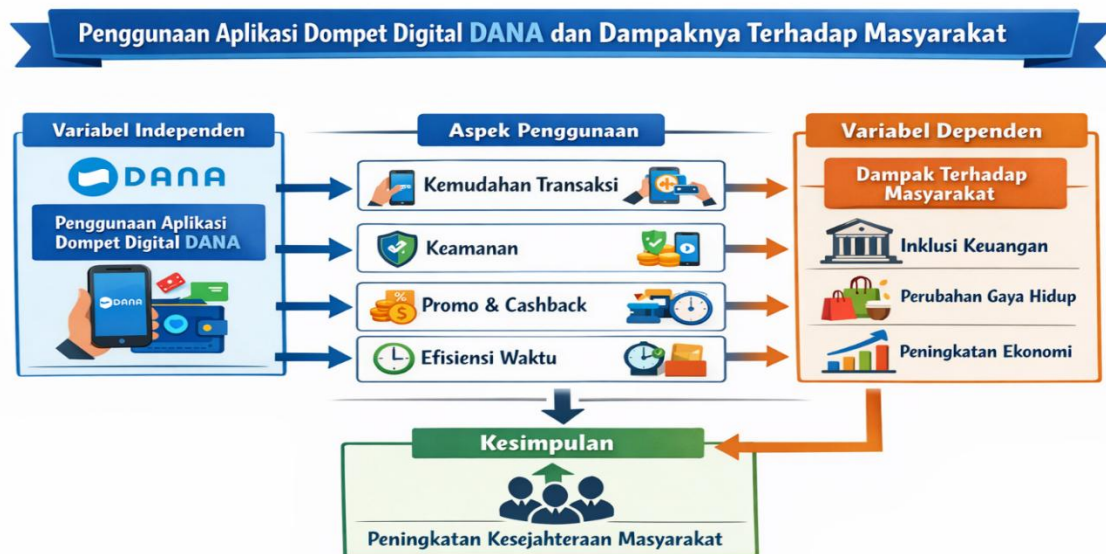 Penggunaan Aplikasi Dompet Digital DANA dan Dampaknya Terhadap Masyarakat
Variabel Independen
DANA
Penggunaan Aplikasi
Dompet Digital DANA
DANA
Aspek Penggunaan
Kemudahan Transaksi
Keamanan
Promo & Cashback
Efisiensi Waktu
Variabel Dependen
Dampak Terhadap
Masyarakat
Inklusi Keuangan
Perubahan Gaya Hidup
Peningkatan Ekonomi
Kesimpulan
Peningkatan Kesejahteraan Masyarakat